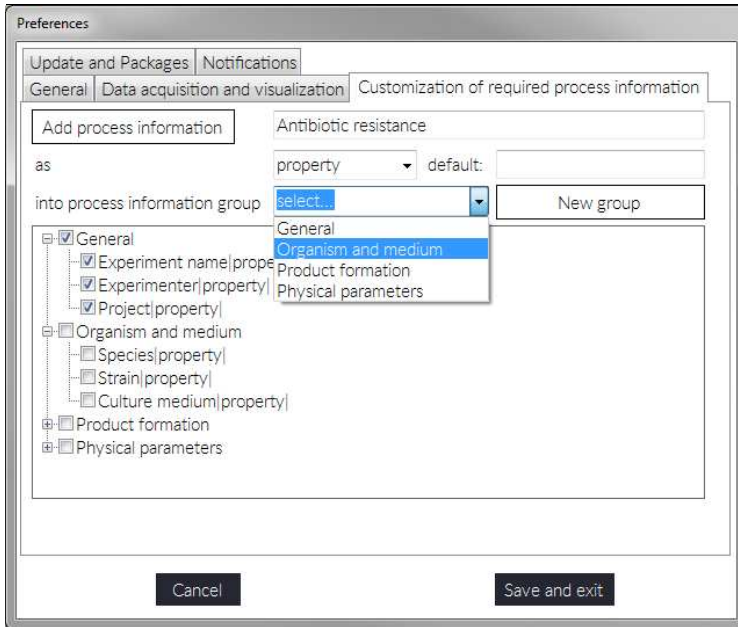 Preferences
Update and Packages Notifications
General Data acquisition and visualization Customization of required process information
Add process information Antibiotic resistance
as property default:
into process information group select... New group
General
Organism and medium
Product formation
Physical parameters
General
Experiment name|prope
Experimenter|property|
Project|property|
Organism and medium
Species|property|
Strain|property|
Culture medium|property|
Product formation
Physical parameters
Cancel Save and exit